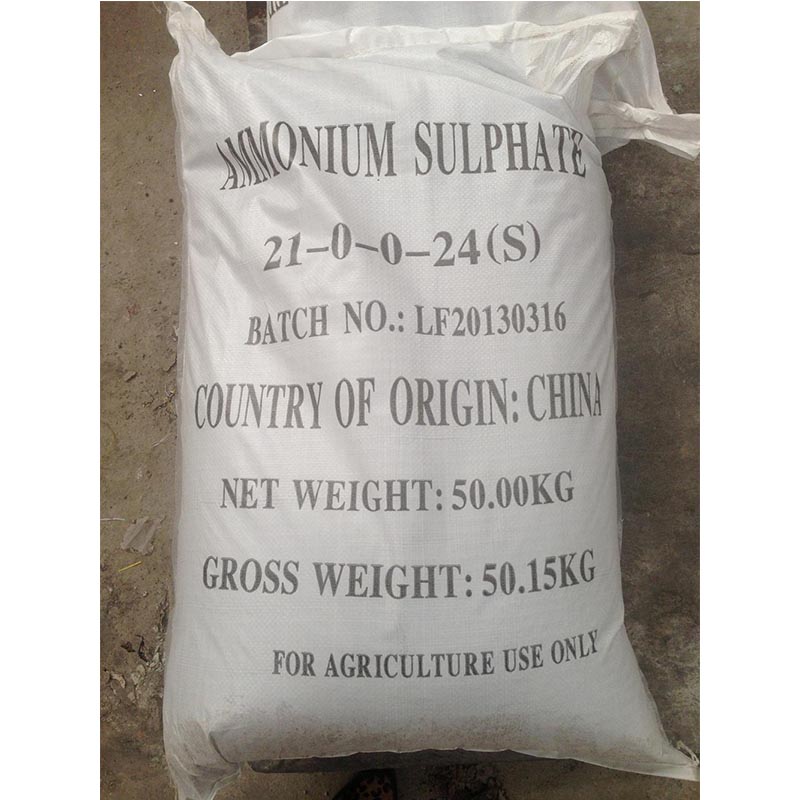 AMMONIUM SULPHATE
21-0-0-24(S)
BATCH NO.: LF20130316
COUNTRY OF ORIGIN: CHINA
NET WEIGHT: 50.00KG
GROSS WEIGHT: 50.15KG
FOR AGRICULTURE USE ONLY